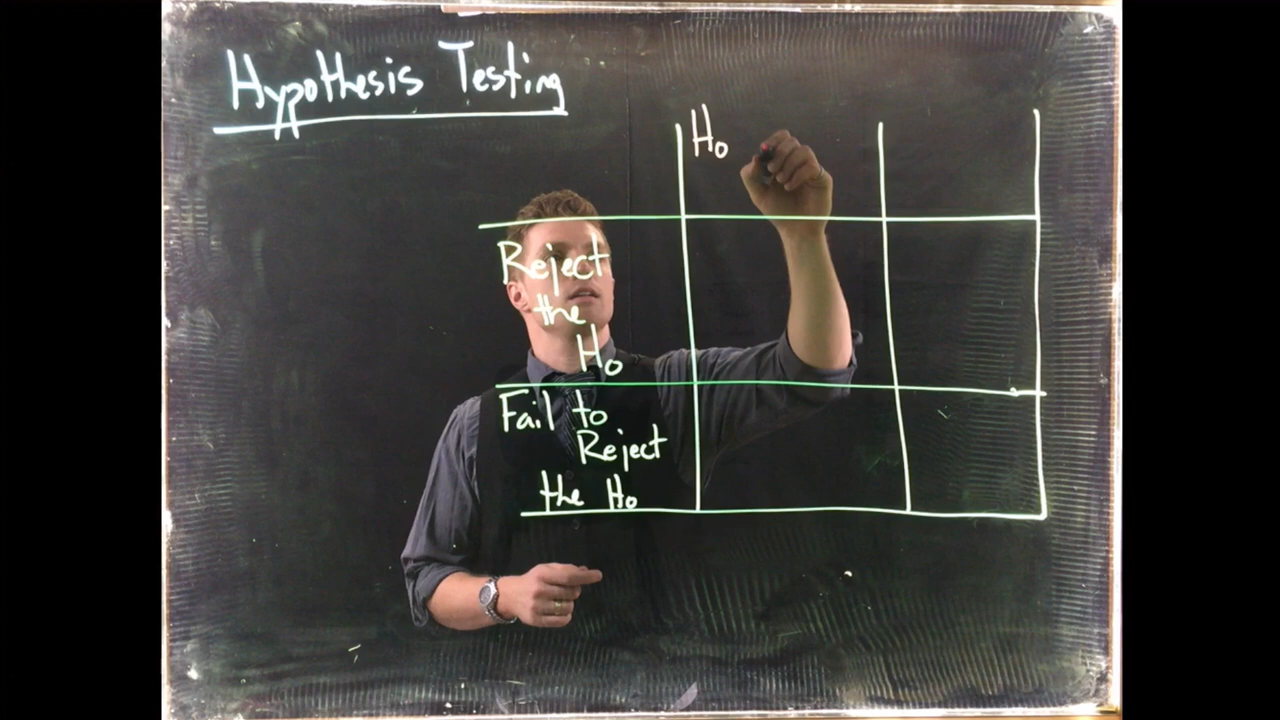 Hypothesis Testing
Ho
Reject
the
Ho
Fail to
Reject
the Ho